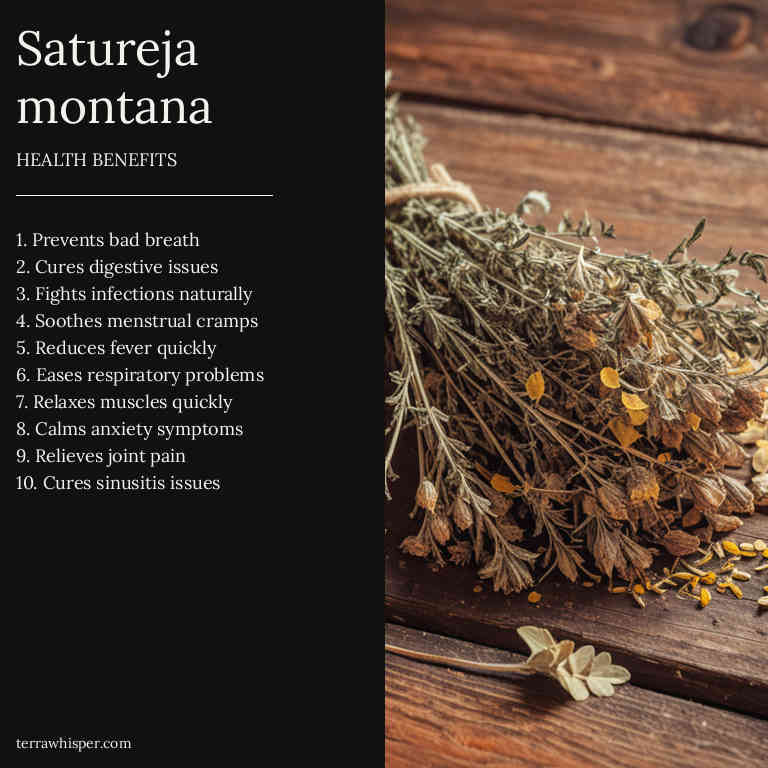 Satureja
montana
HEALTH BENEFITS
1. Prevents bad breath
2. Cures digestive issues
3. Fights infections naturally
4. Soothes menstrual cramps
5. Reduces fever quickly
6. Eases respiratory problems
7. Relaxes muscles quickly
8. Calms anxiety symptoms
9. Relieves joint pain
10. Cures sinusitis issues
terrawhisper.com